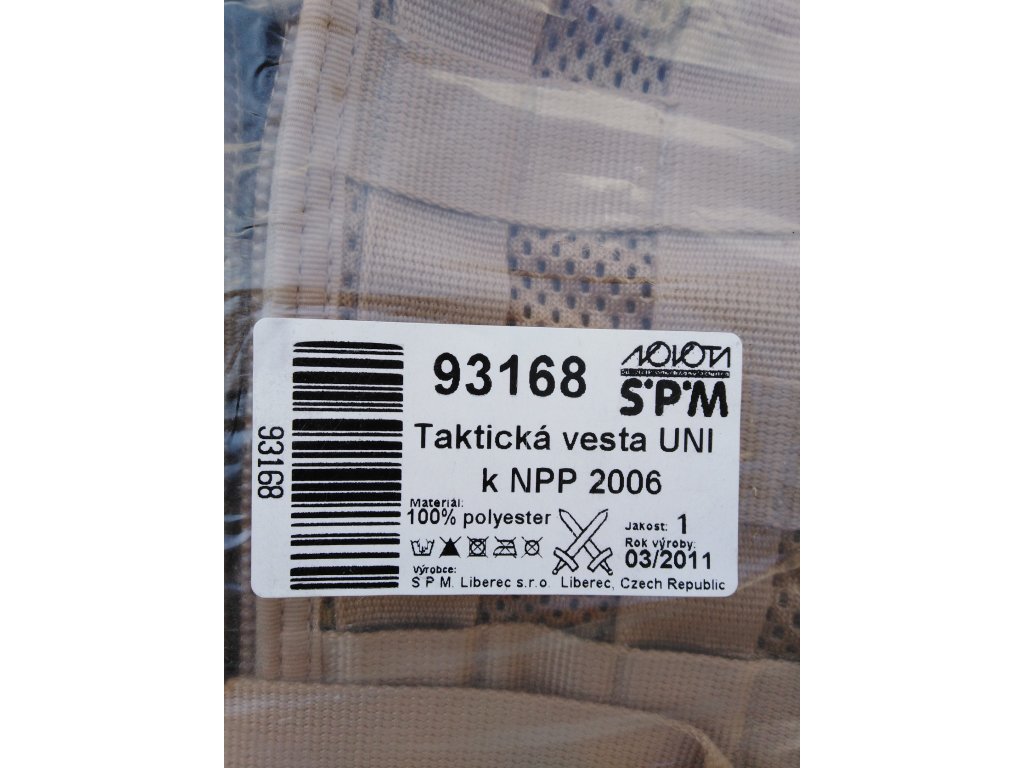 93168
93168
NOVOTA
S.P.M
Taktická vesta UNI
k NPP 2006
Materiál:
100% polyester
Jakost: 1
Rok výroby:
03/2011
Výrobce:
S.P.M. Liberec s.r.o. Liberec, Czech Republic